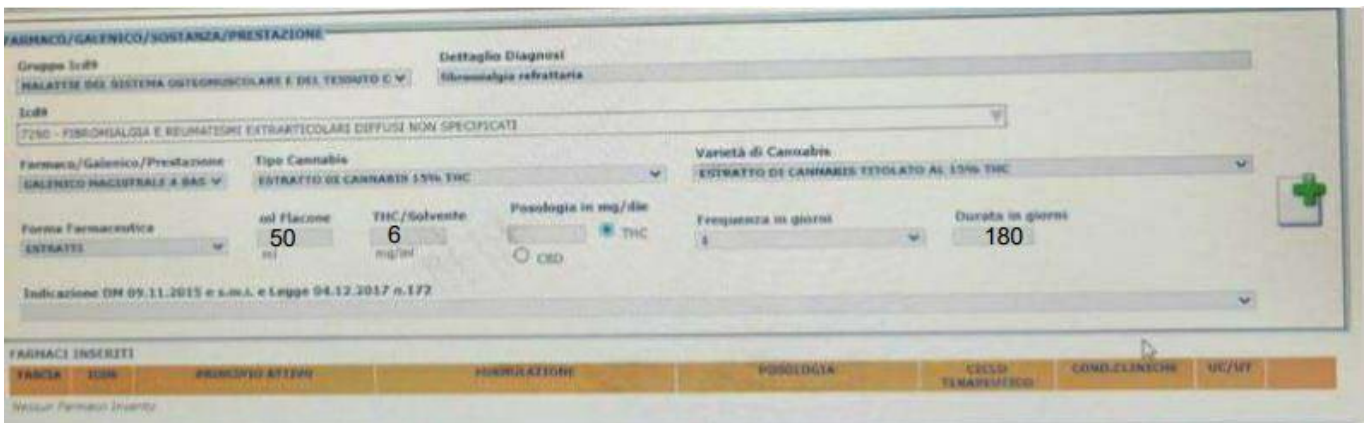 FARMACO/GALENICO/SOSTANZA/PRESTAZIONE
Gruppo Icd9
Dettaglio Diagnosi
MALATTIE DEL SISTEMA OSTEOMUSCOLARE E DEL TESSUTO C
fibromialgia refrattaria
Icd9
7290 - FIBROMIALGIA E REUMATISMI EXTRARTICOLARI DIFFUSI NON SPECIFICATI
Farmaco/Galenico/Prestazione
Tipo Cannabis
Varietà di Cannabis
GALENICO MAGISTRALE A BAS
ESTRATTO DI CANNABIS 15% THC
ESTRATTO DI CANNABIS TITOLATO AL 15% THC
Forma Farmaceutica
ml Flacone
THC/Solvente
Posologia in mg/die
Frequenza in giorni
Durata in giorni
ESTRATTI
50
6
THC
180
ml
mg/ml
CBD
Indicazione DM 09.11.2015 e s.m.i. e Legge 04.12.2017 n.172
FARMACI INSERITI
FASCIA
PRINCIPIO ATTIVO
FORMULAZIONE
POSOLOGIA
CICLO TERAPEUTICO
COND.CLINICHE
UC/UT
Nessun Farmaco Inserito